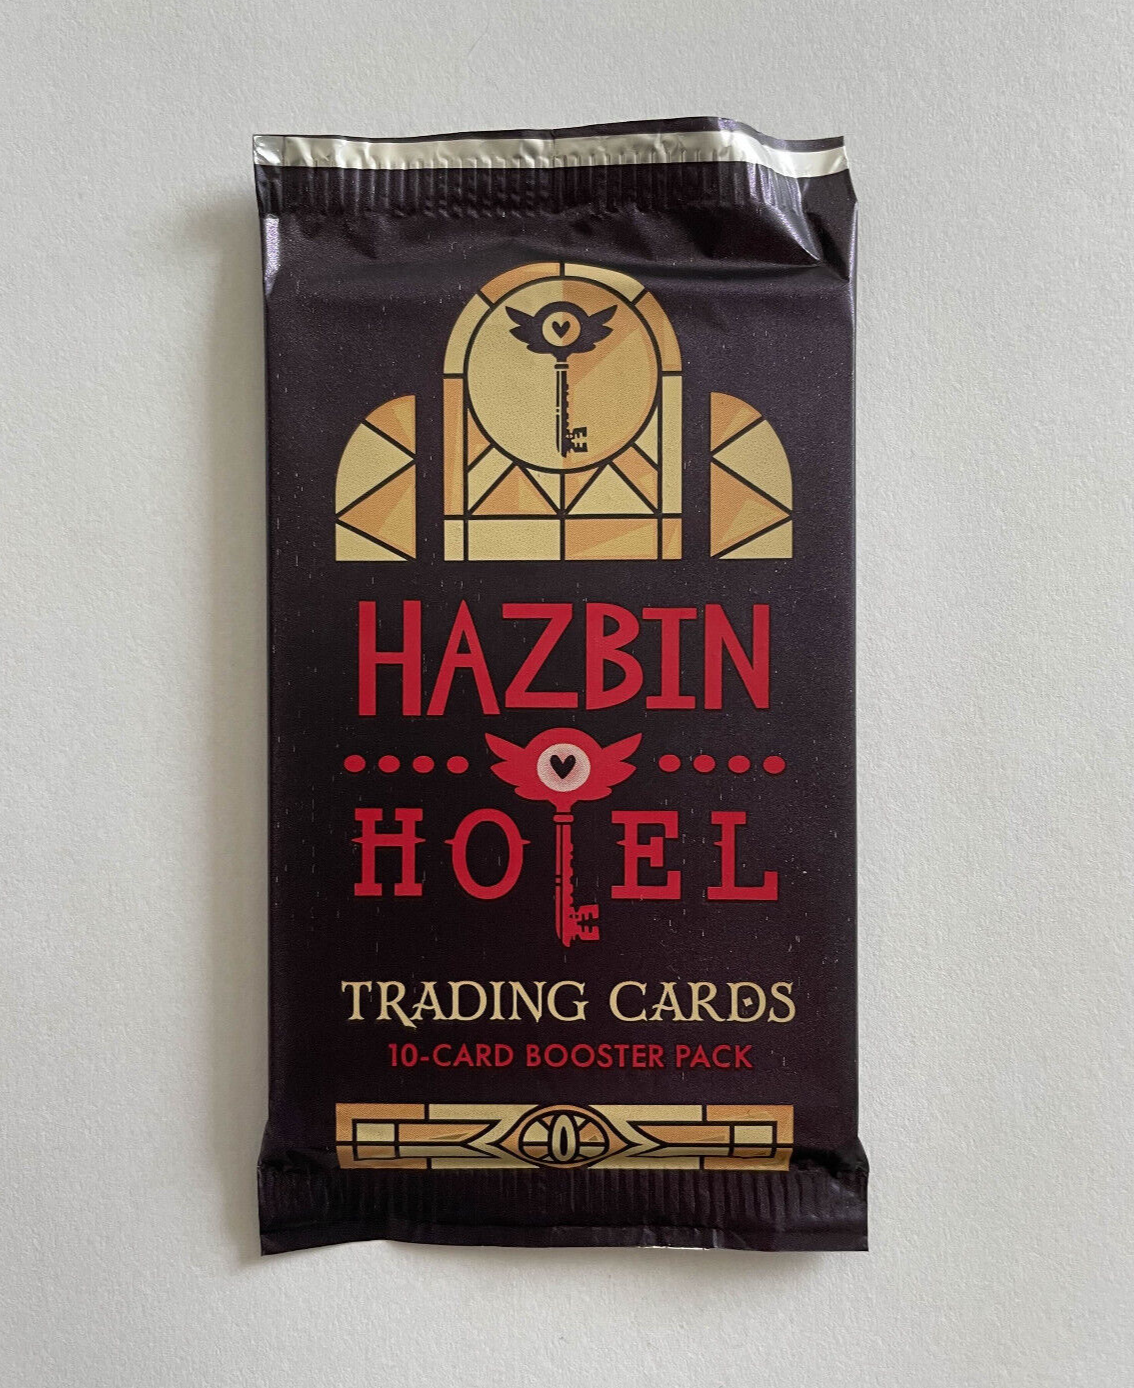 HAZBIN
HOTEL
TRADING CARDS
10-CARD BOOSTER PACK